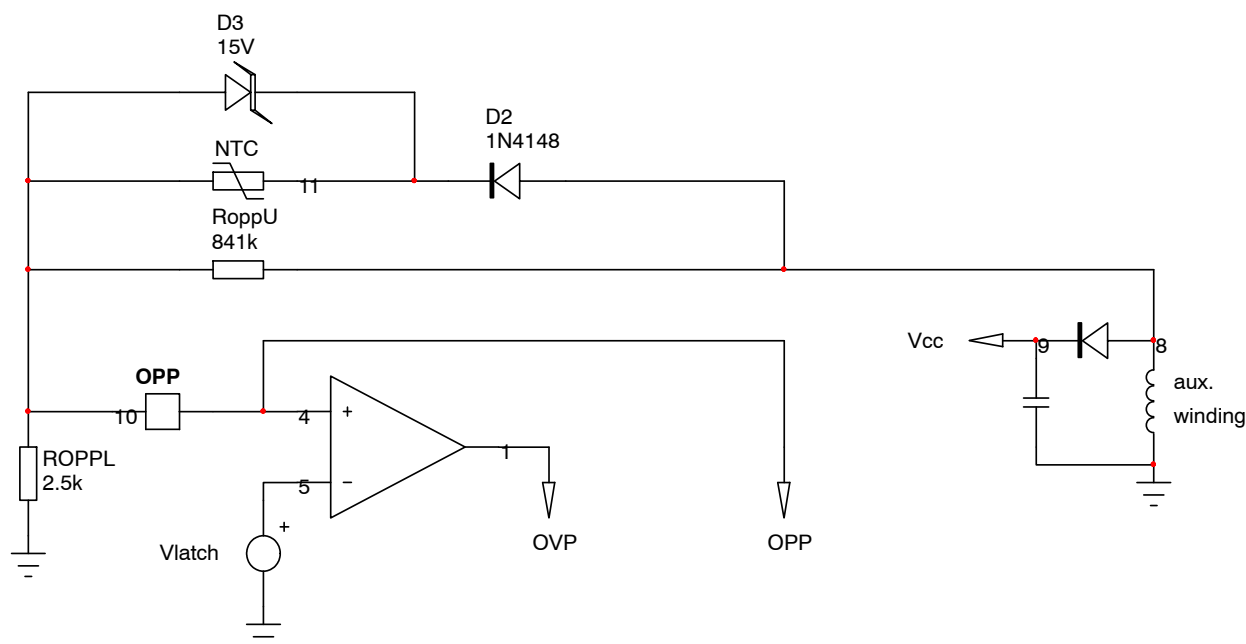 D3
15V
D2
1N4148
NTC
11
RoppU
841k
Vcc
9
8
aux.
winding
OPP
10
4
+
1
ROPPL
2.5k
5
−
+
Vlatch
OVP
OPP